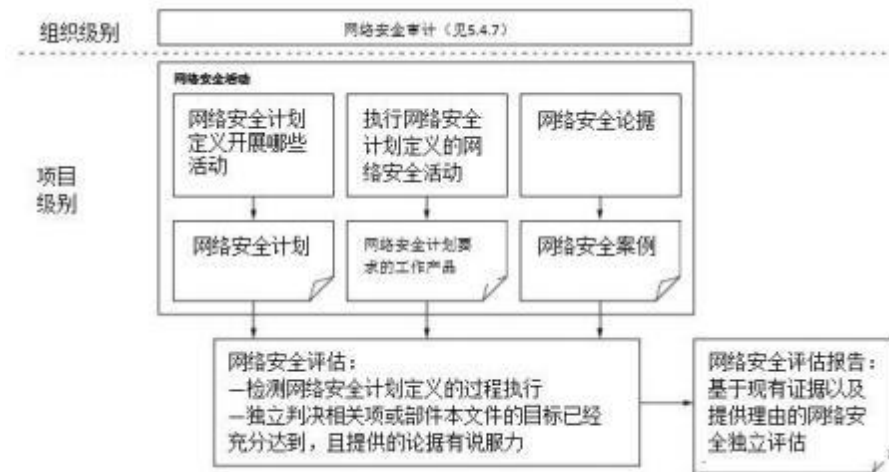 组织级别
网络安全审计（见5.4.7）
网络安全活动
项目
级别
网络安全计划
定义开展哪些
活动
执行网络安全
计划定义的网
络安全活动
网络安全论据
网络安全计划
网络安全计划要
求的工作产品
网络安全案例
网络安全评估：
—检测网络安全计划定义的过程执行
—独立判决相关项或部件本文件的目标已经
充分达到，且提供的论据有说服力
网络安全评估报告：
基于现有证据以及
提供理由的网络安
全独立评估